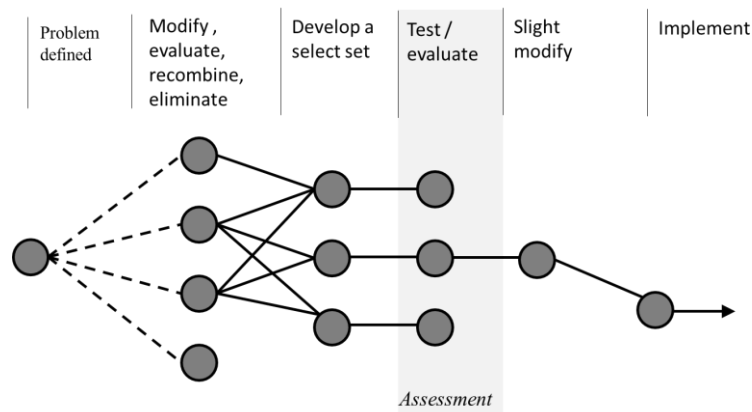 Problem
defined
Modify ,
evaluate,
recombine,
eliminate
Develop a
select set
Test /
evaluate
Slight
modify
Implement
Assessment